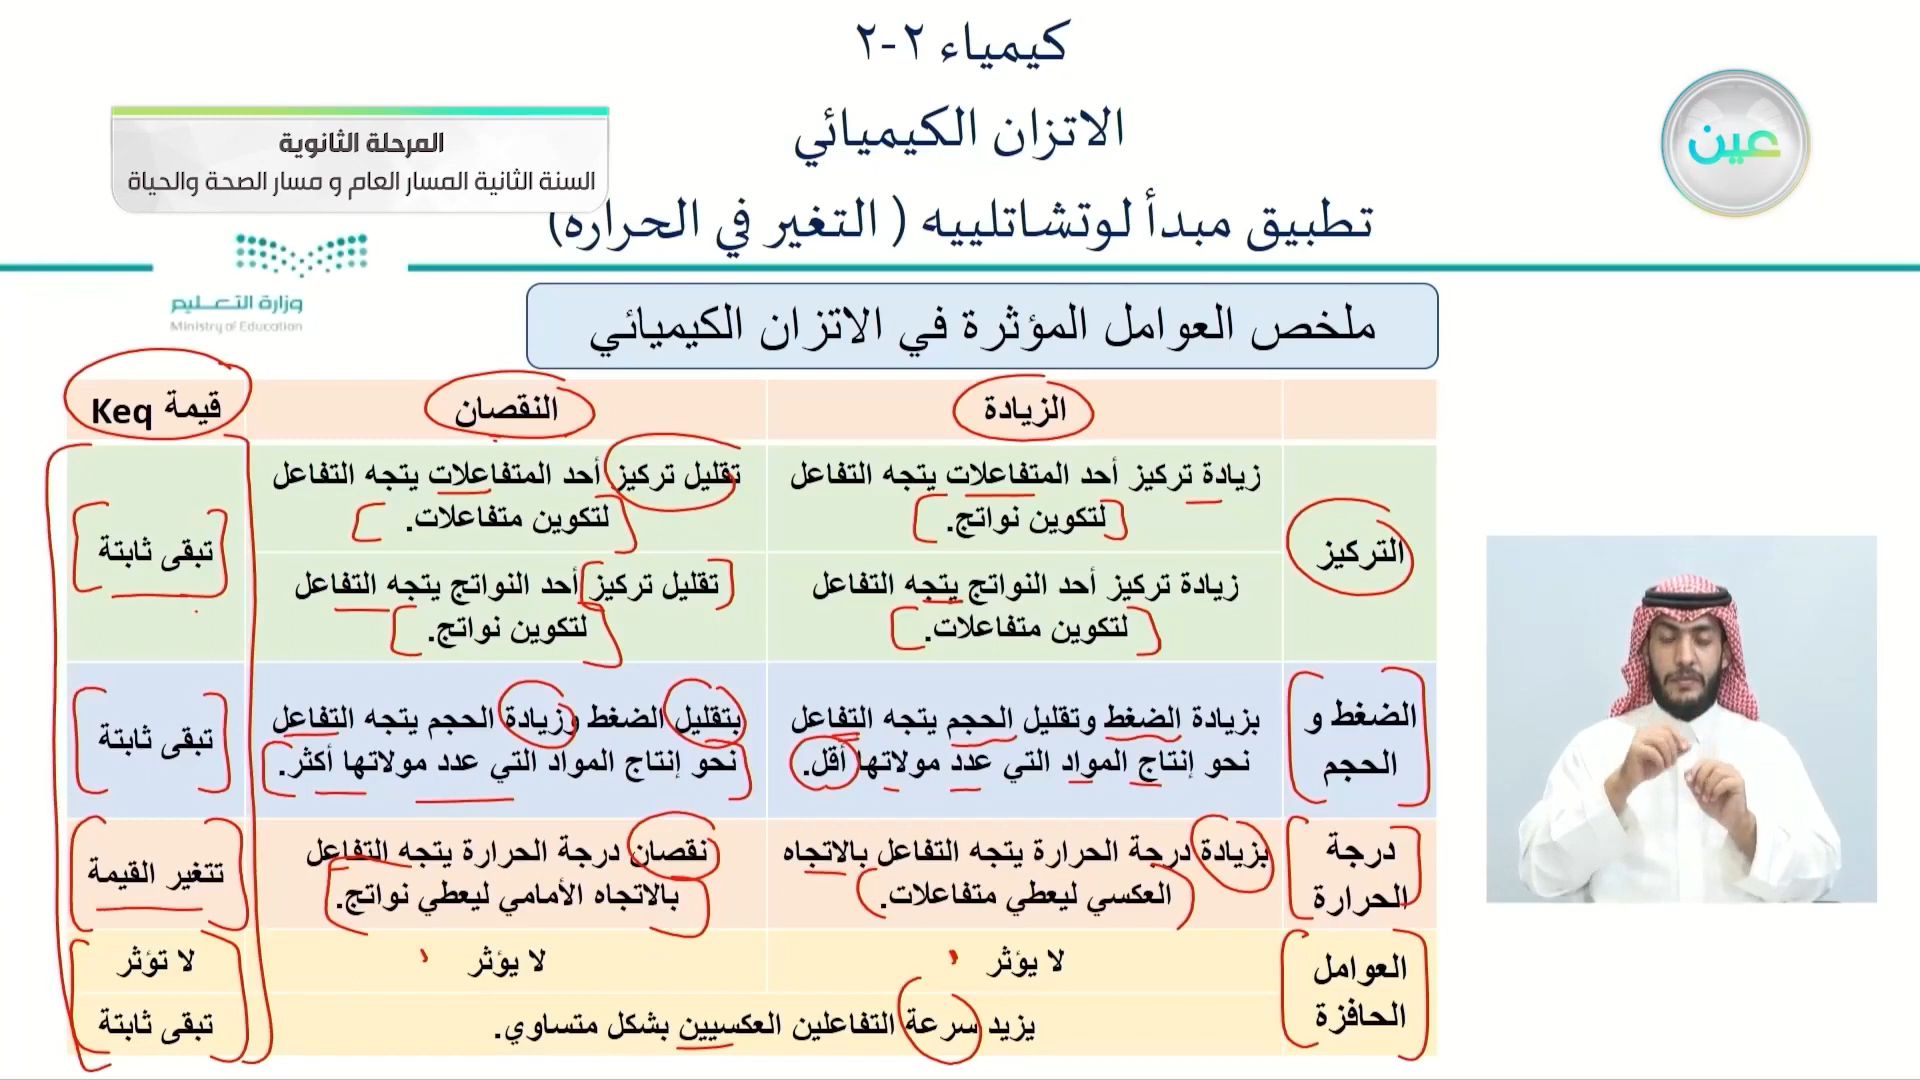 كيمياء ٢-٢
الاتزان الكيميائي
تطبيق مبدأ لوتشاتلييه ( التغير في الحراره)
المرحلة الثانوية
السنة الثانية المسار العام و مسار الصحة والحياة
عين
وزارة التعليم
Ministry of Education
ملخص العوامل المؤثرة في الاتزان الكيميائي
الزيادة
النقصان
قيمة Keq
التركيز
زيادة تركيز أحد المتفاعلات يتجه التفاعل
لتكوين نواتج.
تقليل تركيز أحد المتفاعلات يتجه التفاعل
لتكوين متفاعلات.
تبقى ثابتة
زيادة تركيز أحد النواتج يتجه التفاعل
لتكوين متفاعلات.
تقليل تركيز أحد النواتج يتجه التفاعل
لتكوين نواتج.
الضغط و
الحجم
بزيادة الضغط وتقليل الحجم يتجه التفاعل
نحو إنتاج المواد التي عدد مولاتها أقل.
بتقليل الضغط وزيادة الحجم يتجه التفاعل
نحو إنتاج المواد التي عدد مولاتها أكثر.
تبقى ثابتة
درجة
الحرارة
بزيادة درجة الحرارة يتجه التفاعل بالاتجاه
العكسي ليعطي متفاعلات.
نقصان درجة الحرارة يتجه التفاعل
بالاتجاه الأمامي ليعطي نواتج.
تتغير القيمة
العوامل
الحافزة
لا يؤثر
لا يؤثر
لا تؤثر
يزيد سرعة التفاعلين العكسيين بشكل متساوي.
تبقى ثابتة